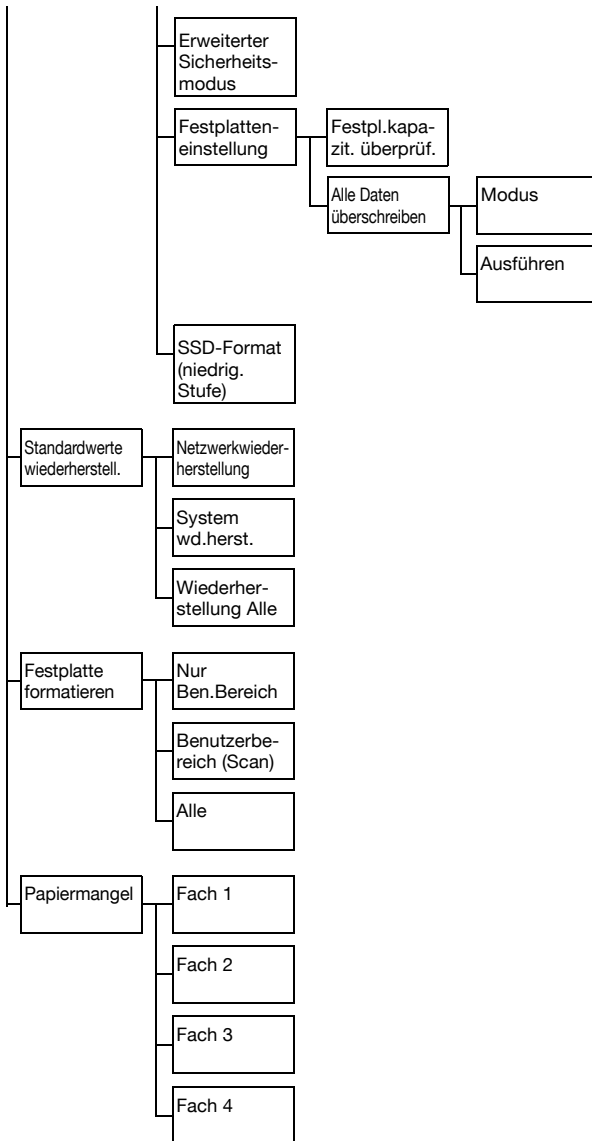 Erweiterter
Sicherheits-
modus
Festplatten-
einstellung
Festpl.kapa-
zit. überprüf.
Alle Daten
überschreiben
Modus
Ausführen
SSD-Format
(niedrig.
Stufe)
Standardwerte
wiederherstell.
Netzwerkwieder-
herstellung
System
wd.herst.
Wiederher-
stellung Alle
Festplatte
formatieren
Nur
Ben.Bereich
Benutzerbe-
reich (Scan)
Alle
Papiermangel
Fach 1
Fach 2
Fach 3
Fach 4